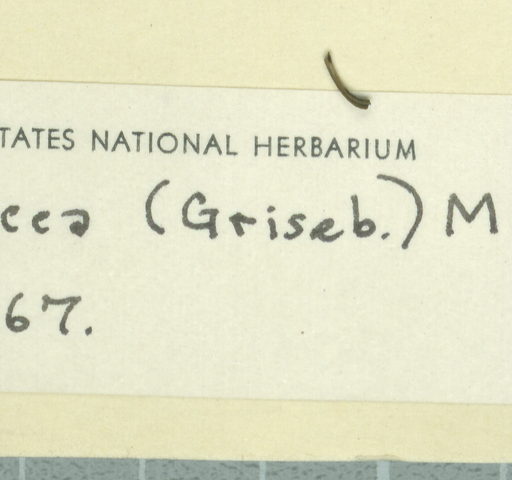 TATES NATIONAL HERBARIUM
cca (Griseb.) M
67.